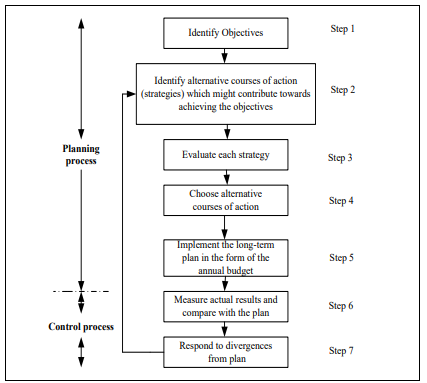 Identify Objectives
Step 1
Identify alternative courses of action
(strategies) which might contribute towards
achieving the objectives
Step 2
Planning
process
Evaluate each strategy
Step 3
Choose alternative
courses of action
Step 4
Implement the long-term
plan in the form of the
annual budget
Step 5
Measure actual results and
compare with the plan
Step 6
Control process
Respond to divergences
from plan
Step 7